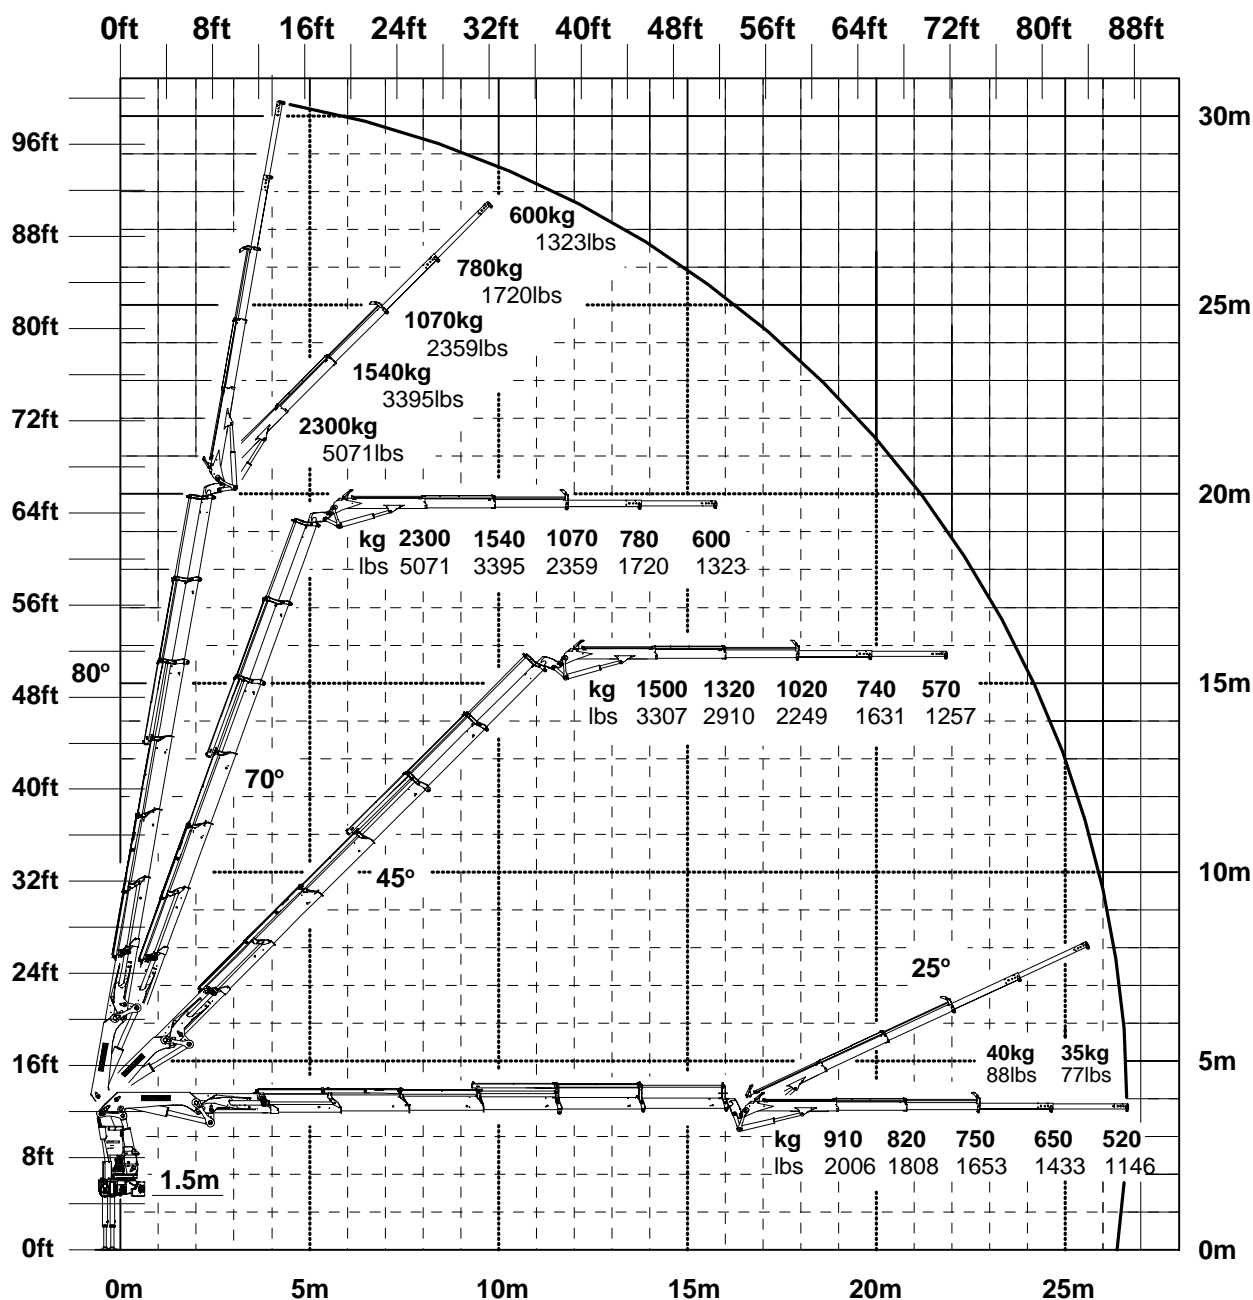 0ft 8ft 16ft 24ft 32ft 40ft 48ft 56ft 64ft 72ft 80ft 88ft
30m
96ft
600kg
1323lbs
88ft
780kg
1720lbs
25m
1070kg
2359lbs
80ft
1540kg
3395lbs
72ft
2300kg
5071lbs
20m
64ft
kg 2300 1540 1070 780 600
lbs 5071 3395 2359 1720 1323
56ft
80º
15m
48ft
kg 1500 1320 1020 740 570
lbs 3307 2910 2249 1631 1257
70º
40ft
45º
10m
32ft
25º
24ft
16ft
5m
40kg 35kg
88lbs 77lbs
kg 910 820 750 650 520
lbs 2006 1808 1653 1433 1146
8ft
1.5m
0ft
0m
0m 5m 10m 15m 20m 25m